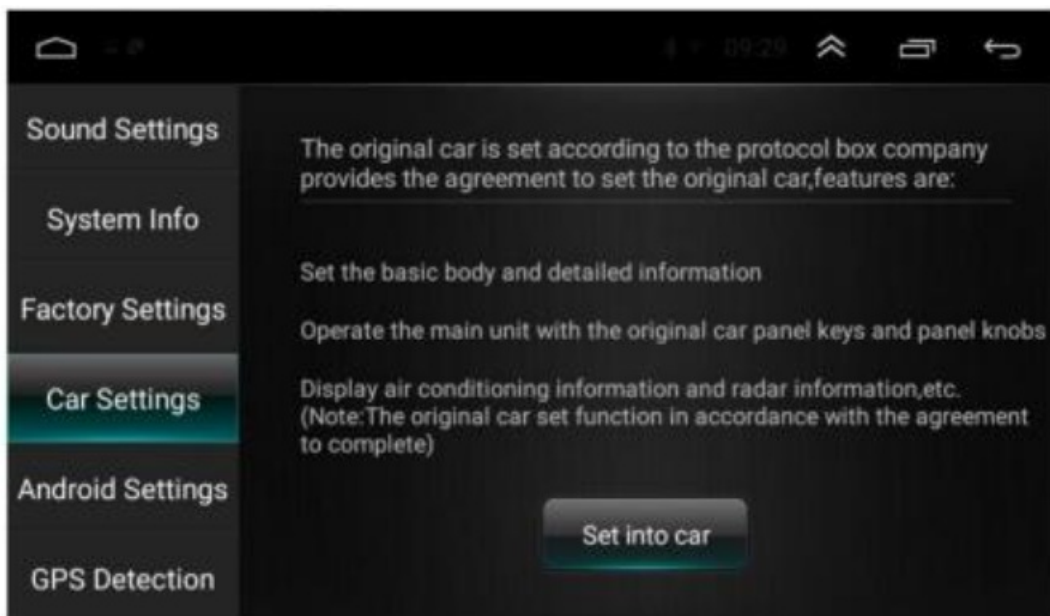 09:29
Sound Settings
System Info
Factory Settings
Car Settings
Android Settings
GPS Detection
The original car is set according to the protocol box company
provides the agreement to set the original car,features are:
Set the basic body and detailed information
Operate the main unit with the original car panel keys and panel knobs
Display air conditioning information and radar information,etc.
(Note:The original car set function in accordance with the agreement
to complete)
Set into car